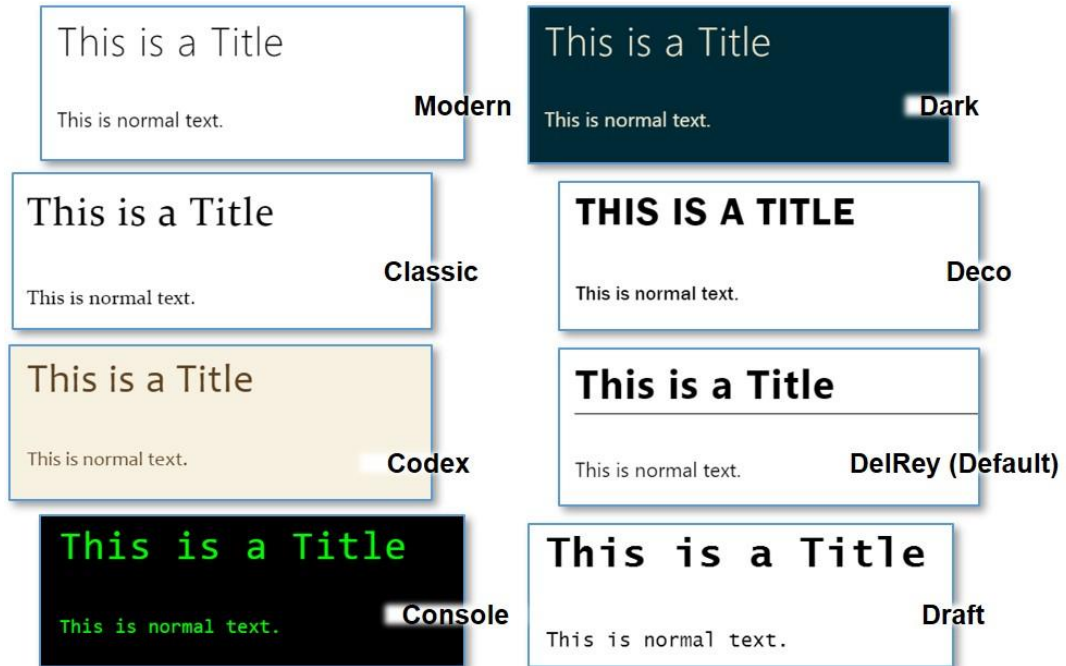 This is a Title
This is normal text.
Modern
This is a Title
This is normal text.
Dark
This is a Title
This is normal text.
Classic
THIS IS A TITLE
This is normal text.
Deco
This is a Title
This is normal text.
Codex
This is a Title
This is normal text.
DelRey (Default)
This is a Title
This is normal text.
Console
This is a Title
This is normal text.
Draft